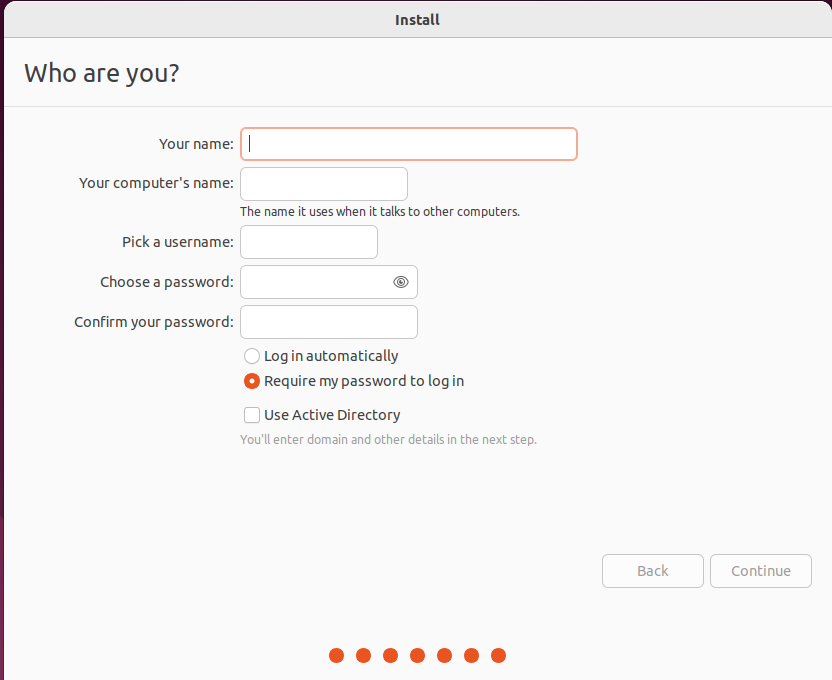 Install
Who are you?
Your name:
Your computer's name:
The name it uses when it talks to other computers.
Pick a username:
Choose a password:
Confirm your password:
Log in automatically
Require my password to log in
Use Active Directory
You'll enter domain and other details in the next step.
Back Continue